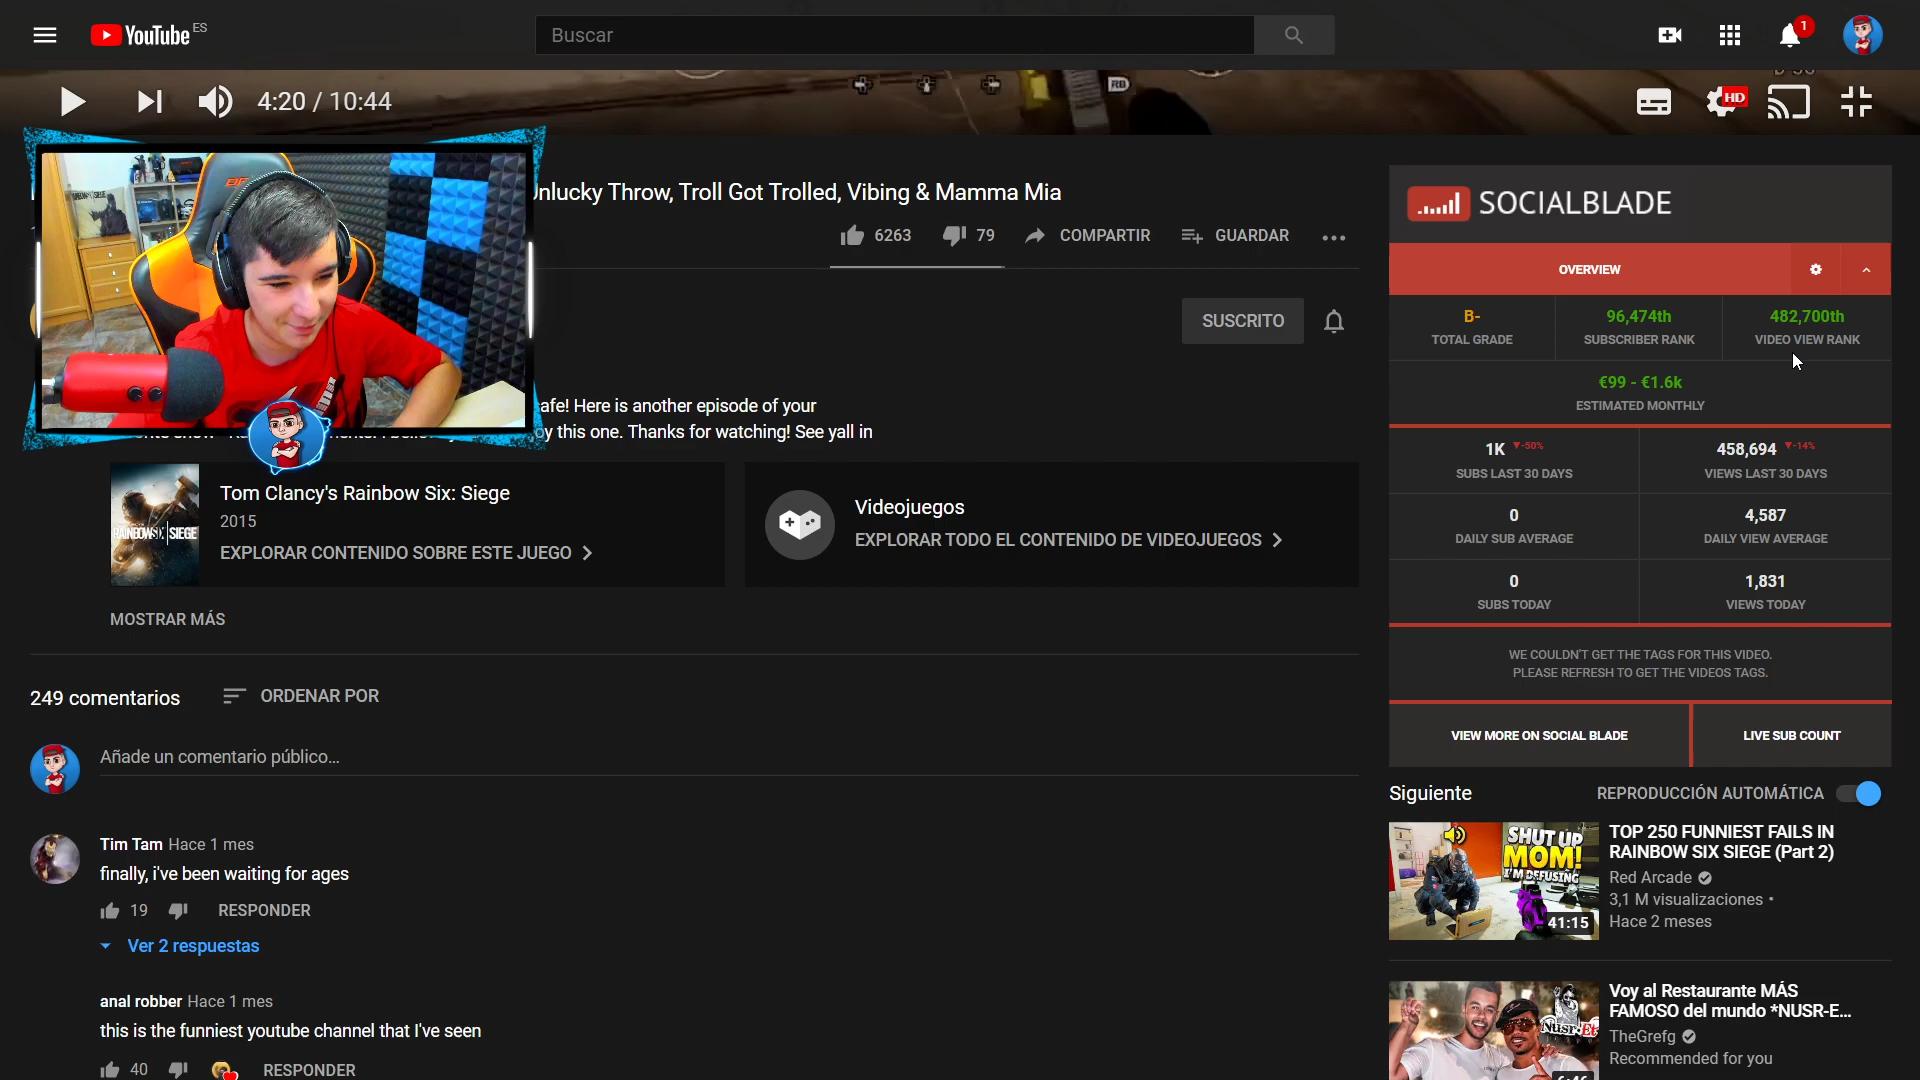 YouTube ES
Buscar
1
4:20 / 10:44
RB
HD
Unlucky Throw, Troll Got Trolled, Vibing & Mamma Mia
6263
79
COMPARTIR
GUARDAR
SUSCRITO
afe! Here is another episode of your
oy this one. Thanks for watching! See yall in
RAINBOWSIX | SIEGE
Tom Clancy's Rainbow Six: Siege
2015
EXPLORAR CONTENIDO SOBRE ESTE JUEGO
Videojuegos
EXPLORAR TODO EL CONTENIDO DE VIDEOJUEGOS
MOSTRAR MÁS
249 comentarios
ORDENAR POR
Añade un comentario público...
Tim Tam Hace 1 mes
finally, i've been waiting for ages
19
RESPONDER
Ver 2 respuestas
anal robber Hace 1 mes
this is the funniest youtube channel that I've seen
40
RESPONDER
SOCIALBLADE
OVERVIEW
B-
TOTAL GRADE
96,474th
SUBSCRIBER RANK
482,700th
VIDEO VIEW RANK
€99 - €1.6k
ESTIMATED MONTHLY
1K -50%
SUBS LAST 30 DAYS
458,694 -14%
VIEWS LAST 30 DAYS
0
DAILY SUB AVERAGE
4,587
DAILY VIEW AVERAGE
0
SUBS TODAY
1,831
VIEWS TODAY
WE COULDN'T GET THE TAGS FOR THIS VIDEO.
PLEASE REFRESH TO GET THE VIDEOS TAGS.
VIEW MORE ON SOCIAL BLADE
LIVE SUB COUNT
Siguiente
REPRODUCCIÓN AUTOMÁTICA
SHUT UP
MOM!
I'M DEFUSING
41:15
TOP 250 FUNNIEST FAILS IN
RAINBOW SIX SIEGE (Part 2)
Red Arcade
3,1 M visualizaciones •
Hace 2 meses
Nusr-Et
Voy al Restaurante MÁS
FAMOSO del mundo *NUSR-E...
TheGrefg
Recommended for you